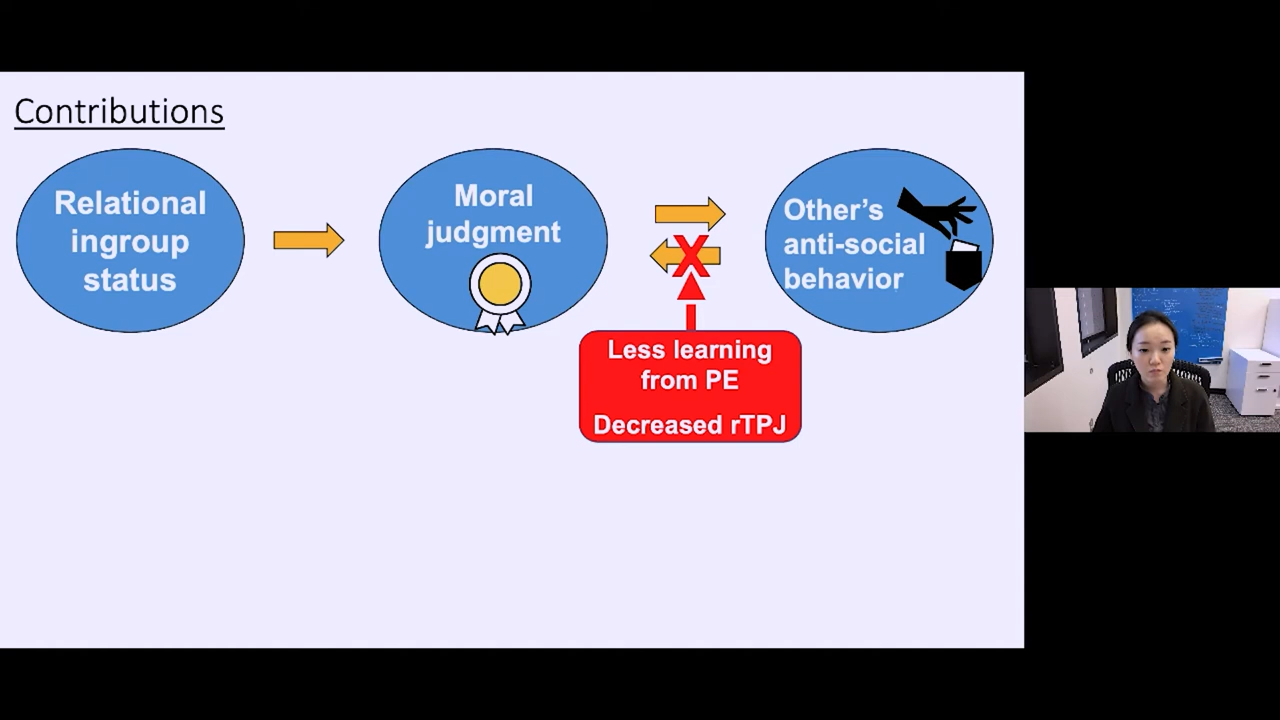 Contributions
Relational
ingroup
status
Moral
judgment
Other's
anti-social
behavior
X
Less learning
from PE
Decreased rTPJ